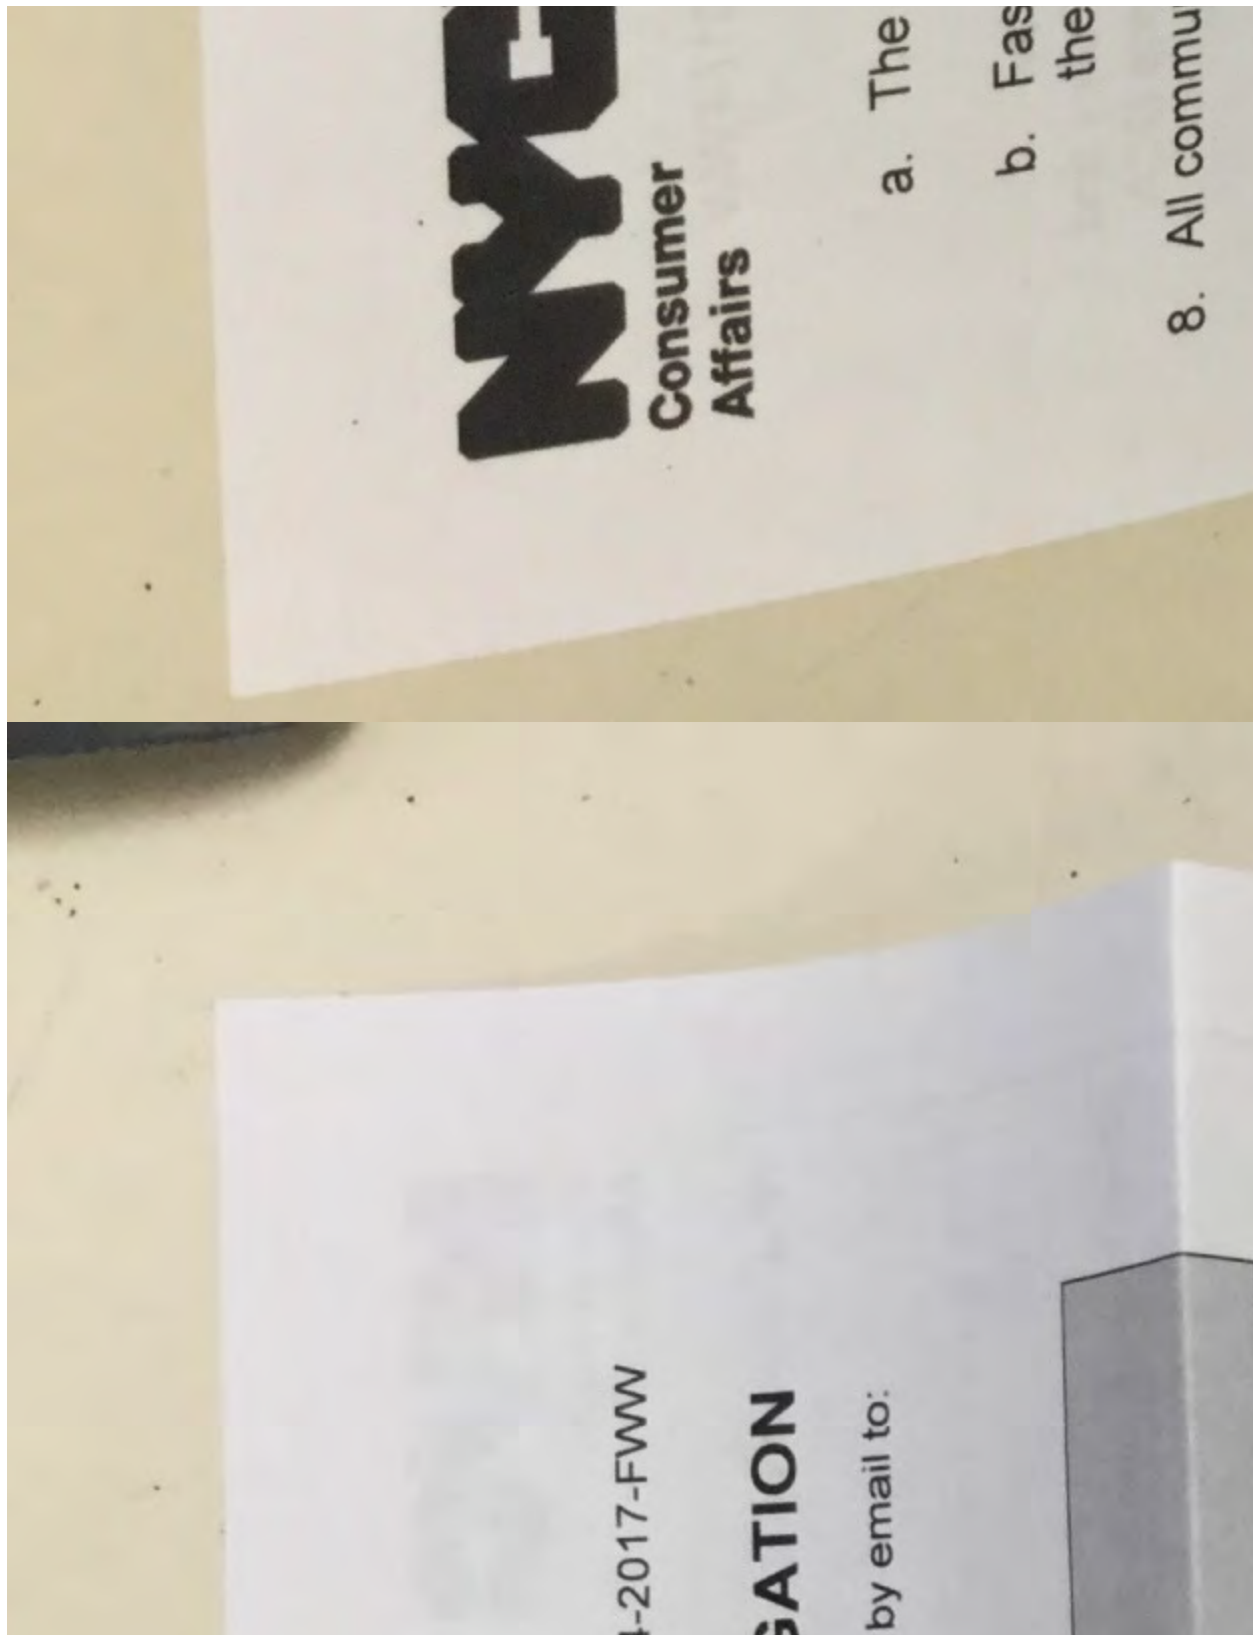 NYC
Consumer
Affairs
a. The
b. Fas
the
8. All commu
-2017-FWW
GATION
by email to: